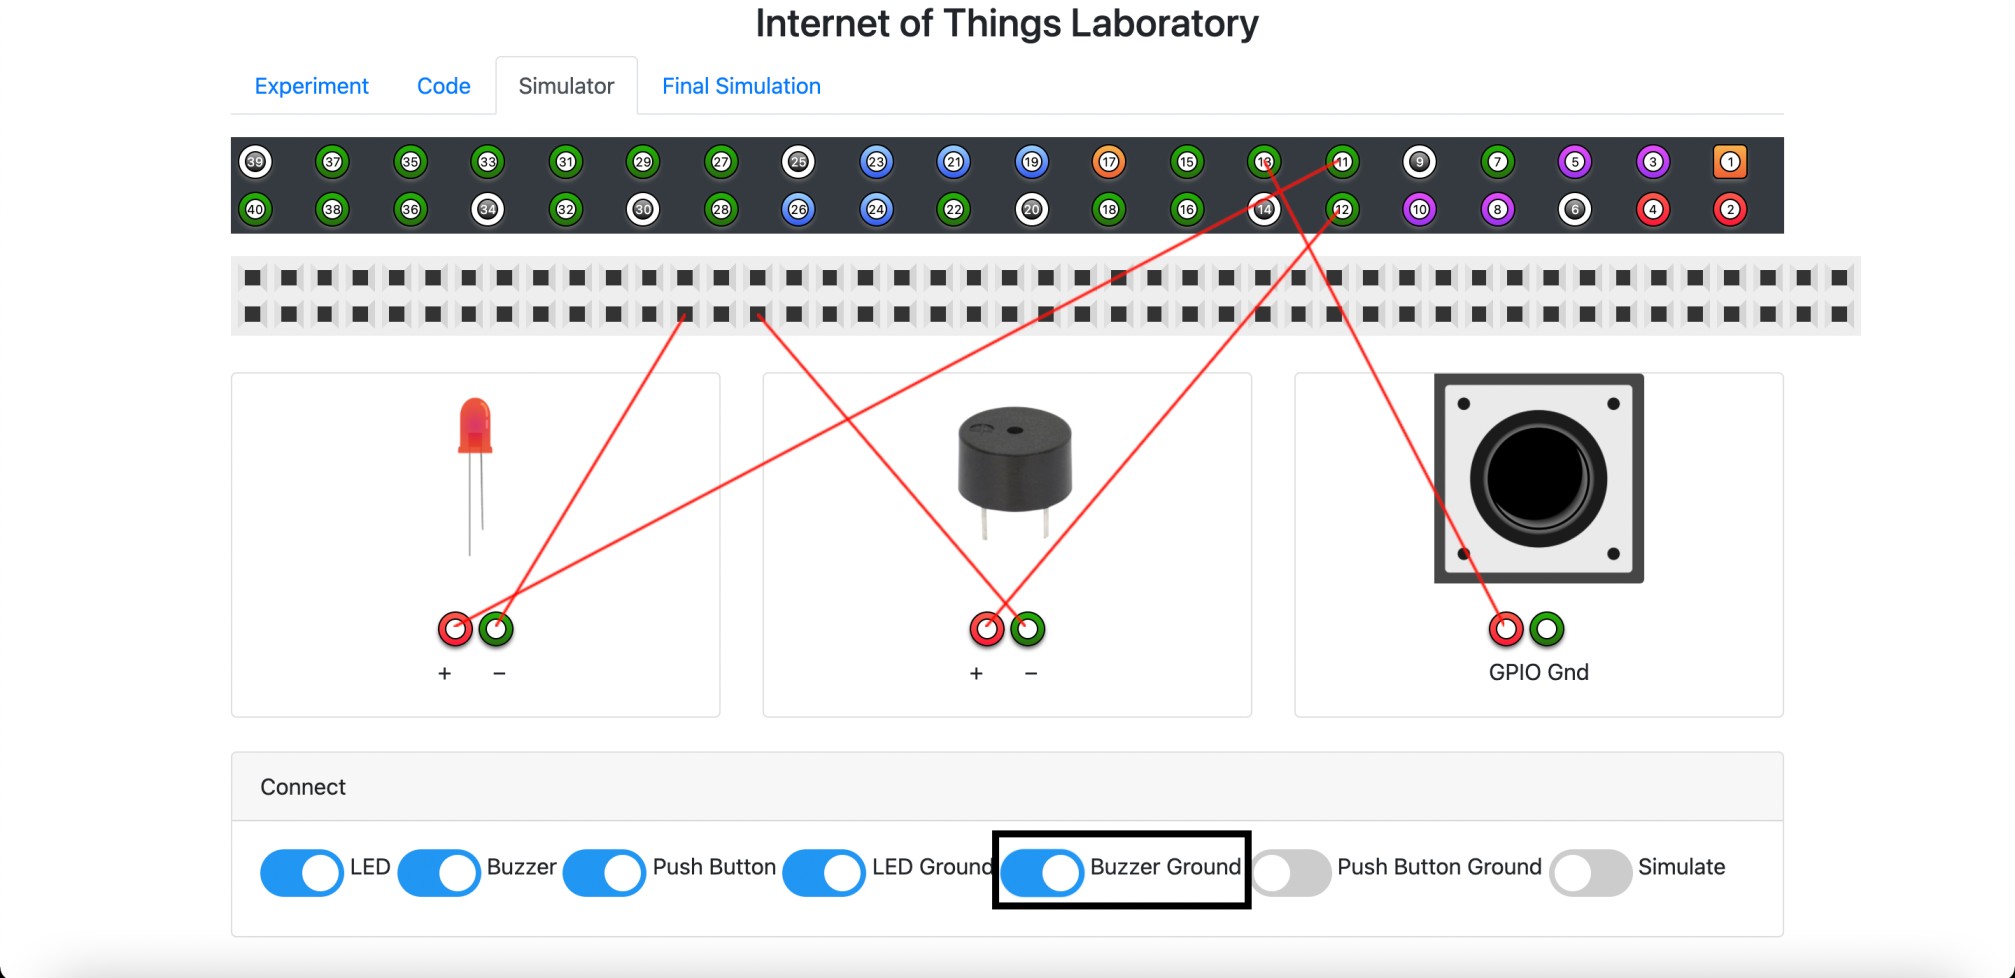 Internet of Things Laboratory
Experiment Code Simulator Final Simulation
39 37 35 33 31 29 27 25 23 21 19 17 15 13 11 9 7 5 3 1
40 38 36 34 32 30 28 26 24 22 20 18 16 14 12 10 8 6 4 2
+ − + − GPIO Gnd
Connect
LED Buzzer Push Button LED Ground Buzzer Ground Push Button Ground Simulate